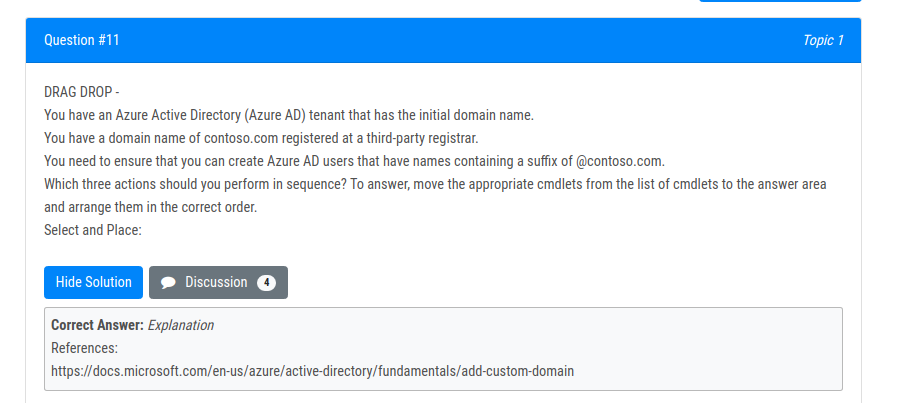 Question #11
Topic 1
DRAG DROP -
You have an Azure Active Directory (Azure AD) tenant that has the initial domain name.
You have a domain name of contoso.com registered at a third-party registrar.
You need to ensure that you can create Azure AD users that have names containing a suffix of @contoso.com.
Which three actions should you perform in sequence? To answer, move the appropriate cmdlets from the list of cmdlets to the answer area
and arrange them in the correct order.
Select and Place:
Hide Solution
Discussion 4
Correct Answer: Explanation
References:
https://docs.microsoft.com/en-us/azure/active-directory/fundamentals/add-custom-domain